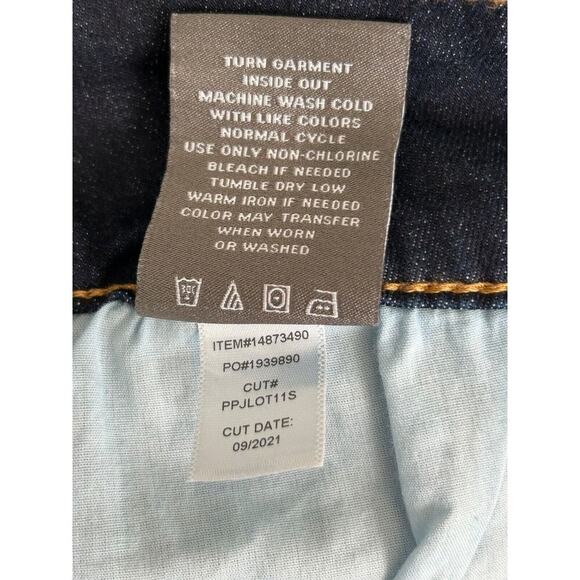 TURN GARMENT
INSIDE OUT
MACHINE WASH COLD
WITH LIKE COLORS
NORMAL CYCLE
USE ONLY NON-CHLORINE
BLEACH IF NEEDED
TUMBLE DRY LOW
WARM IRON IF NEEDED
COLOR MAY TRANSFER
WHEN WORN
OR WASHED
30C
ITEM#14873490
PO#1939890
CUT#
PPJLOT11S
CUT DATE:
09/2021